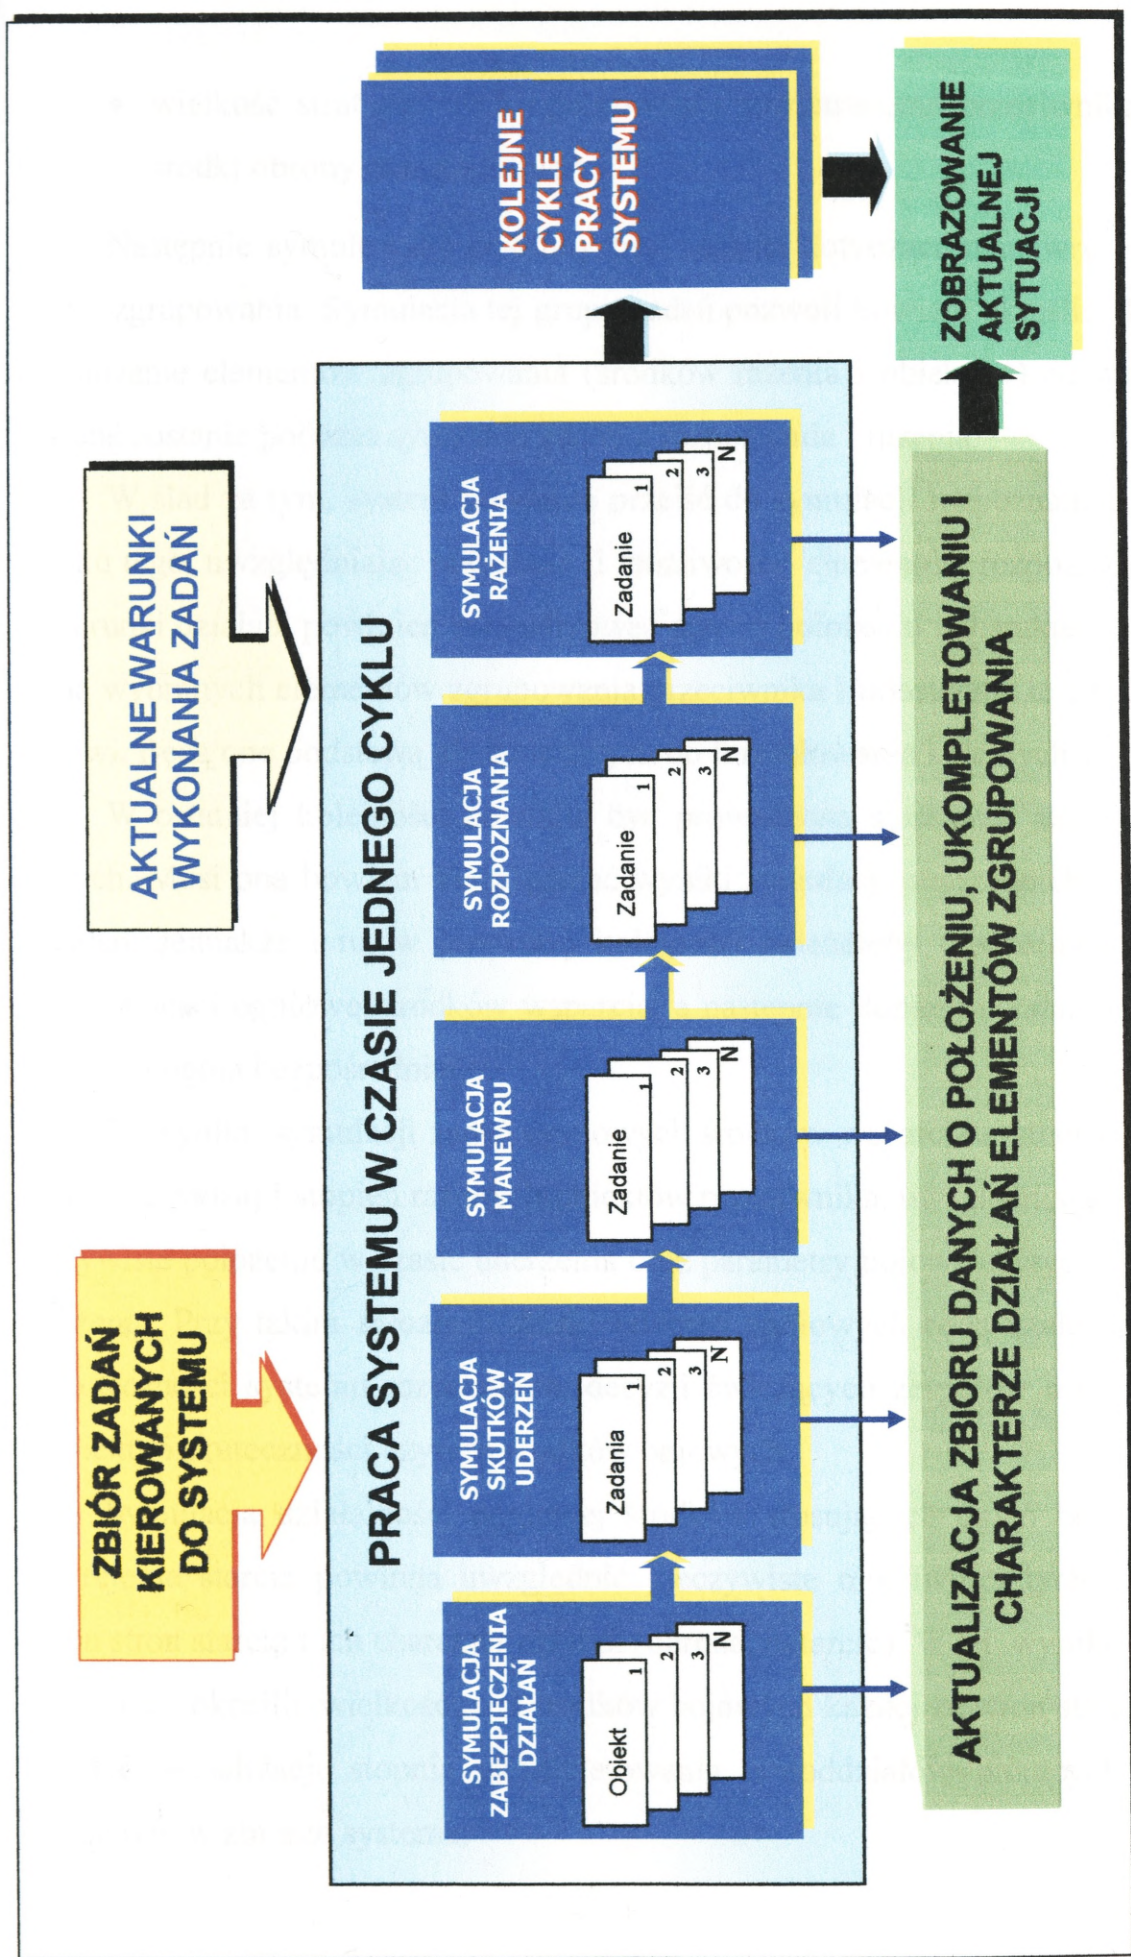 ZBIÓR ZADAŃ
KIEROWANYCH
DO SYSTEMU
AKTUALNE WARUNKI
WYKONANA ZADAŃ
PRACA SYSTEMU W CZASIE JEDNEGO CYKLU
SYMULACJA
ZABEZPIECZENIA
DZIAŁAŃ
Obiekt
1
2
3
N
SYMULACJA
SKUTKÓW
UDERZEŃ
Zadania
1
2
3
N
SYMULACJA
MANEWRU
Zadanie
1
2
3
N
SYMULACJA
ROZPOZNANIA
Zadanie
1
2
3
N
SYMULACJA
RAŻENIA
Zadanie
1
2
3
N
KOLEJNE
CYKLE
PRACY
SYSTEMU
AKTUALIZACJA ZBIORU DANYCH O POŁOŻENIU, UKOMPLETOWANIU I
CHARAKTERZE DZIAŁAŃ ELEMENTÓW ZGRUPOWANIA
ZOBRAZOWANIE
AKTUALNEJ
SYTUACJI